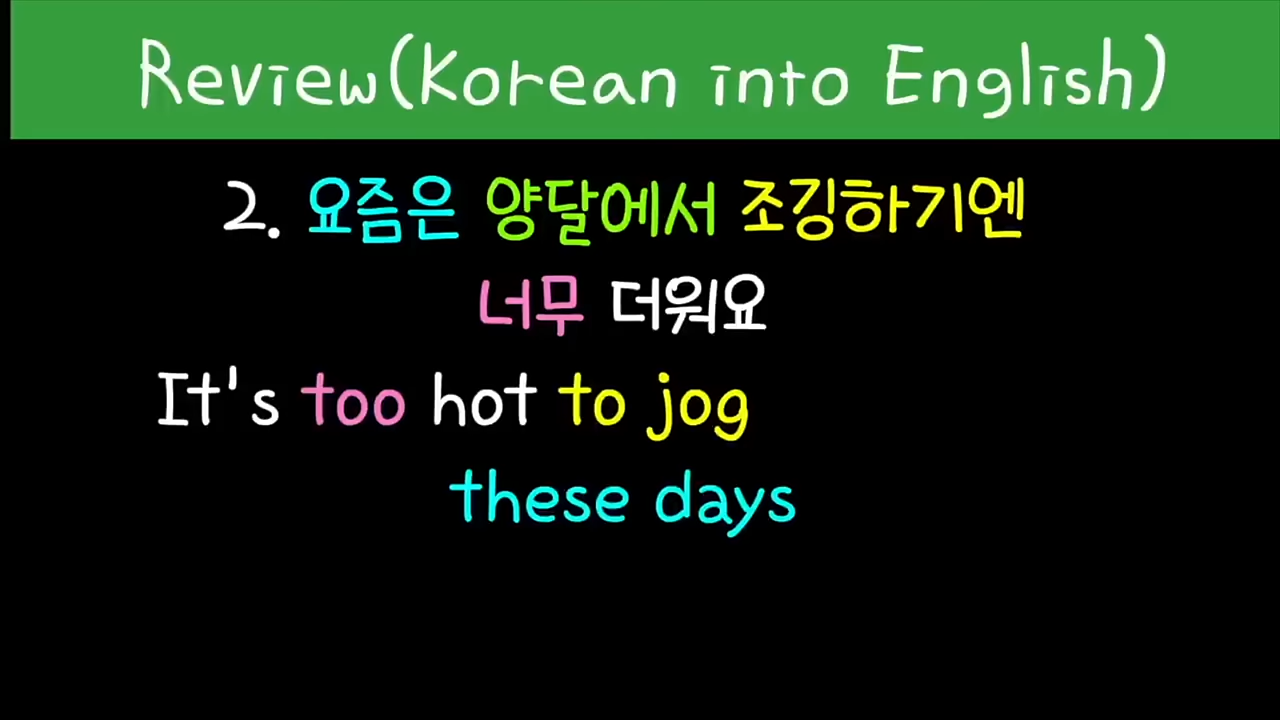 Review(Korean into English)
2. 요즘은 양달에서 조깅하기엔
너무 더워요
It's too hot to jog
these days